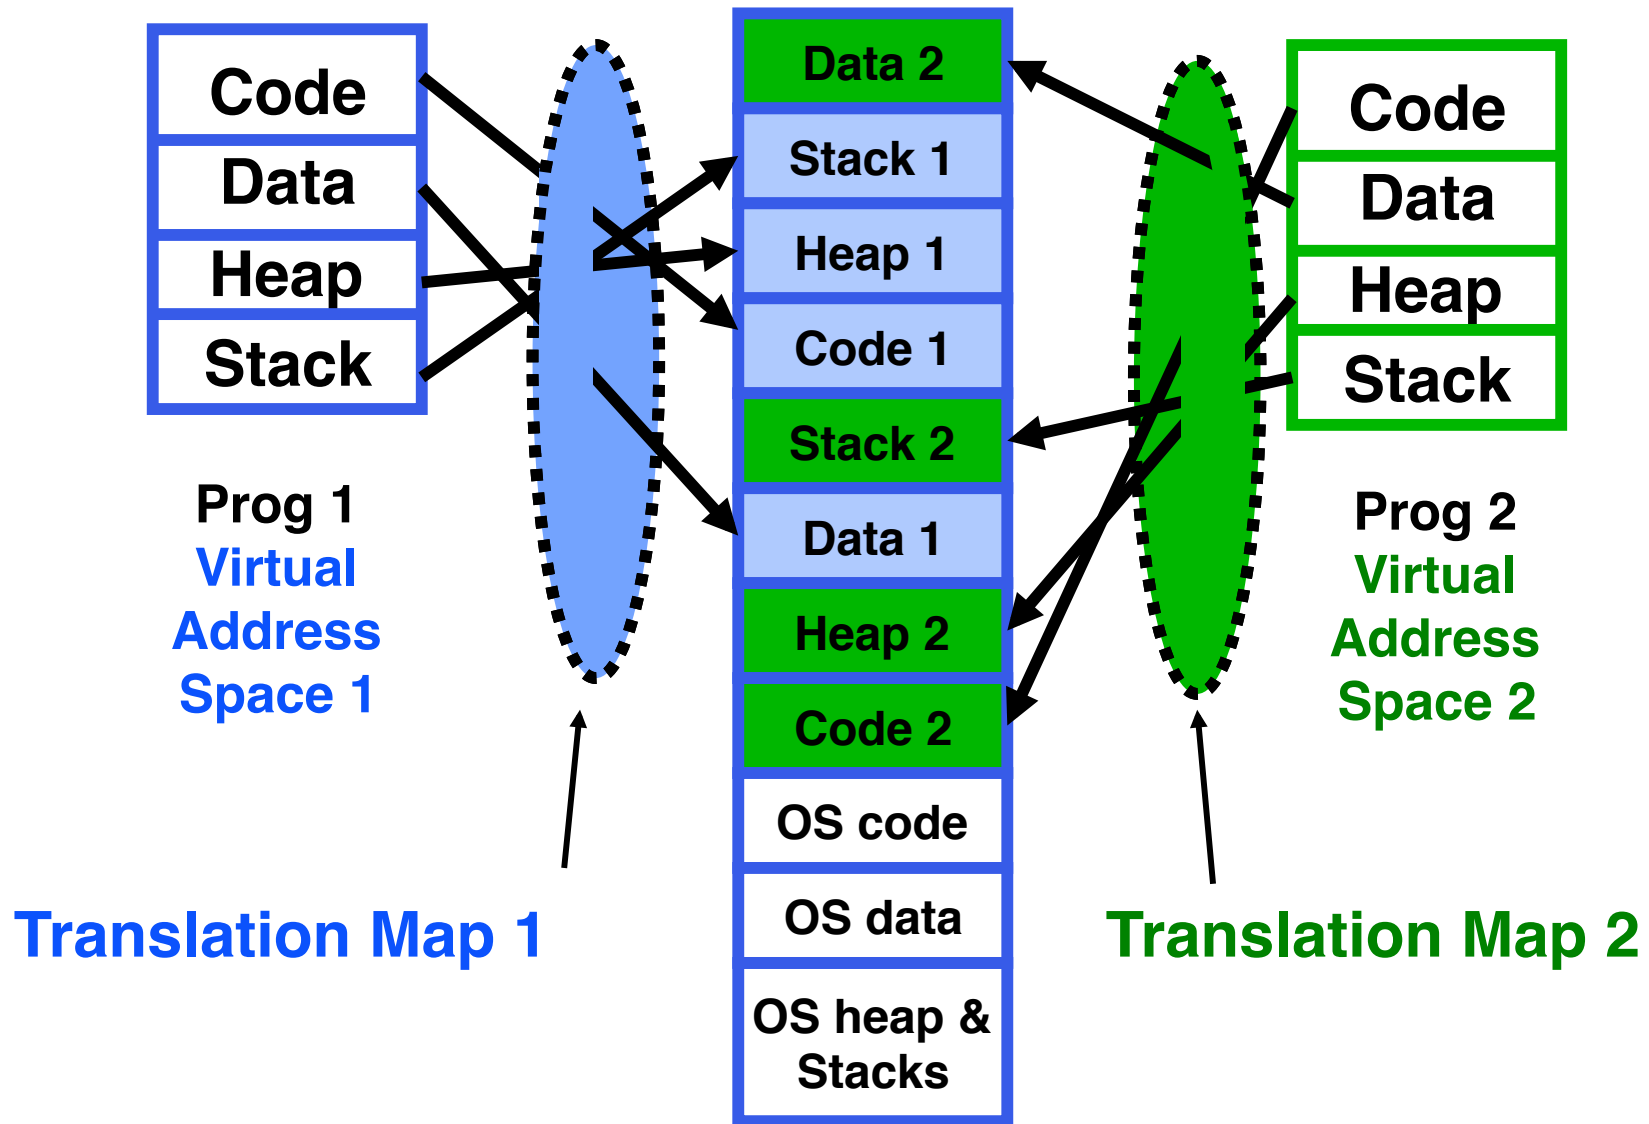 Code
Data
Heap
Stack
Prog 1
Virtual
Address
Space 1
Translation Map 1
Data 2
Stack 1
Heap 1
Code 1
Stack 2
Data 1
Heap 2
Code 2
OS code
OS data
OS heap &
Stacks
Code
Data
Heap
Stack
Prog 2
Virtual
Address
Space 2
Translation Map 2